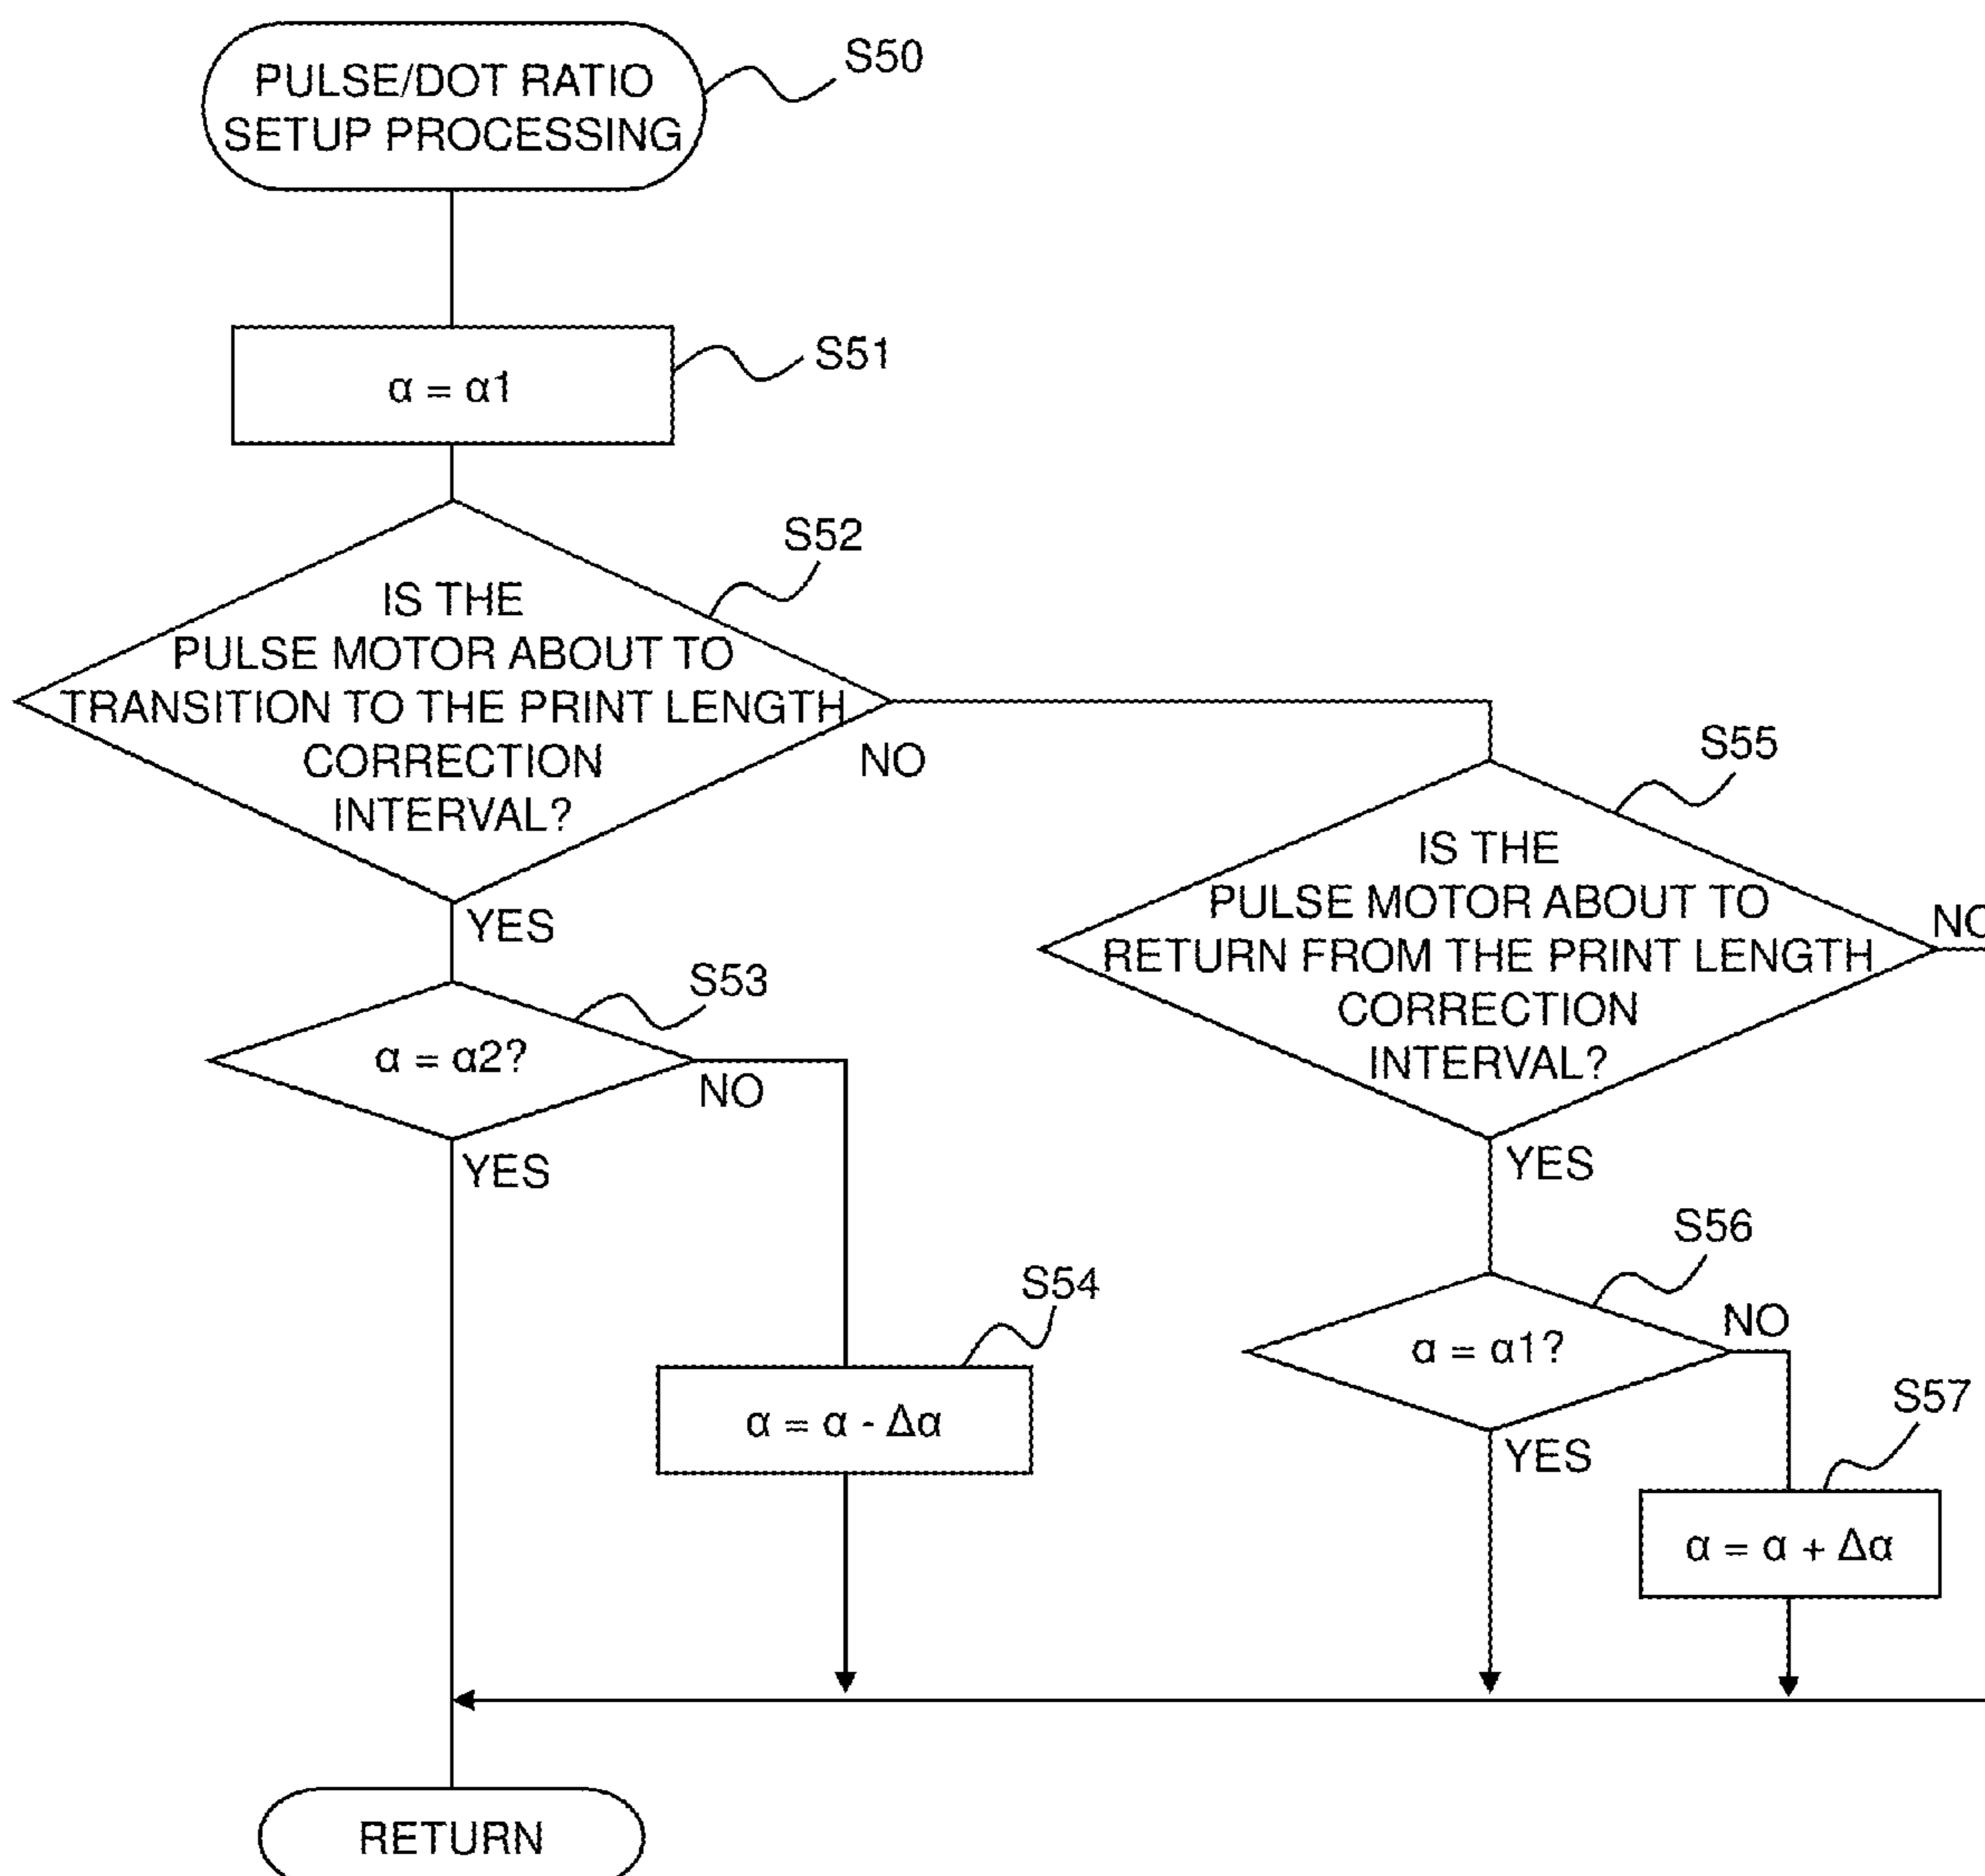 PULSE/DOT RATIO
SETUP PROCESSING
S50
α = α1
S51
S52
IS THE
PULSE MOTOR ABOUT TO
TRANSITION TO THE PRINT LENGTH
CORRECTION
INTERVAL?
NO
YES
S53
α = α2?
NO
YES
S54
α = α - Δα
S55
IS THE
PULSE MOTOR ABOUT TO
RETURN FROM THE PRINT LENGTH
CORRECTION
INTERVAL?
NO
YES
S56
α = α1?
NO
YES
S57
α = α + Δα
RETURN